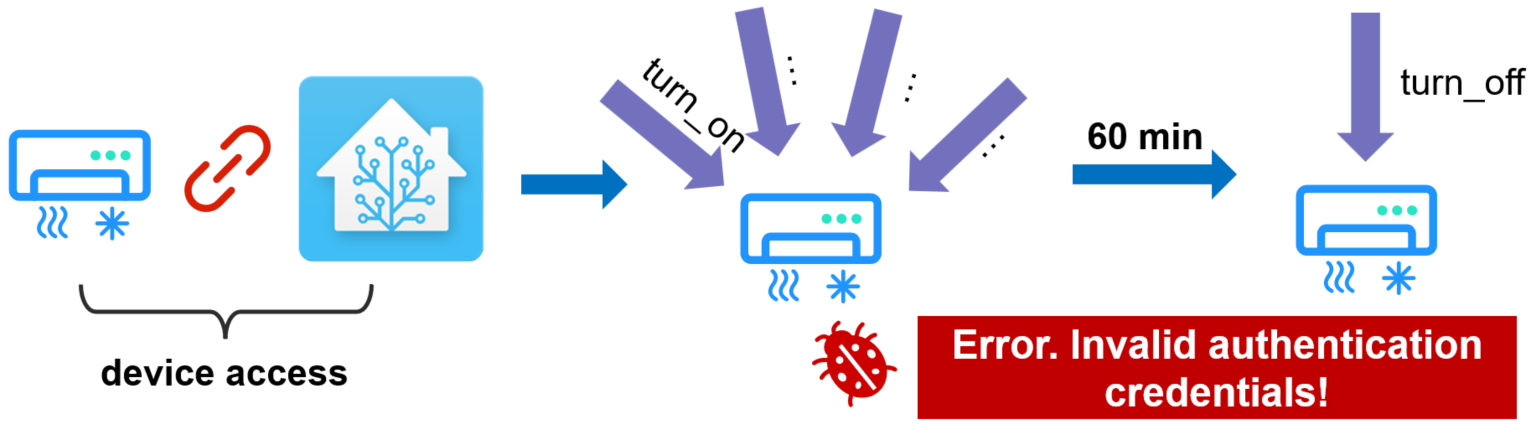 turn_on
...
...
...
60 min
turn_off
device access
Error. Invalid authentication
credentials!